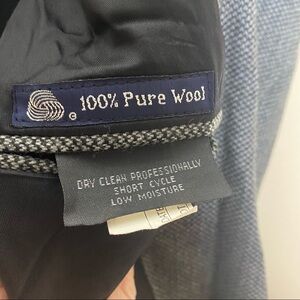 100% Pure Wool
DRY CLEAN PROFESSIONALLY
SHORT CYCLE
LOW MOISTURE